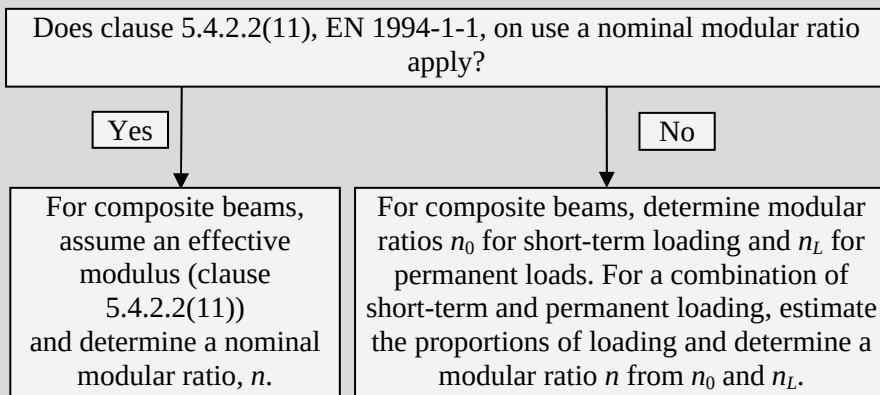 Does clause 5.4.2.2(11), EN 1994-1-1, on use a nominal modular ratio
apply?
Yes
No
For composite beams,
assume an effective
modulus (clause
5.4.2.2(11))
and determine a nominal
modular ratio, n.
For composite beams, determine modular
ratios n₀ for short-term loading and n_L for
permanent loads. For a combination of
short-term and permanent loading, estimate
the proportions of loading and determine a
modular ratio n from n₀ and n_L.